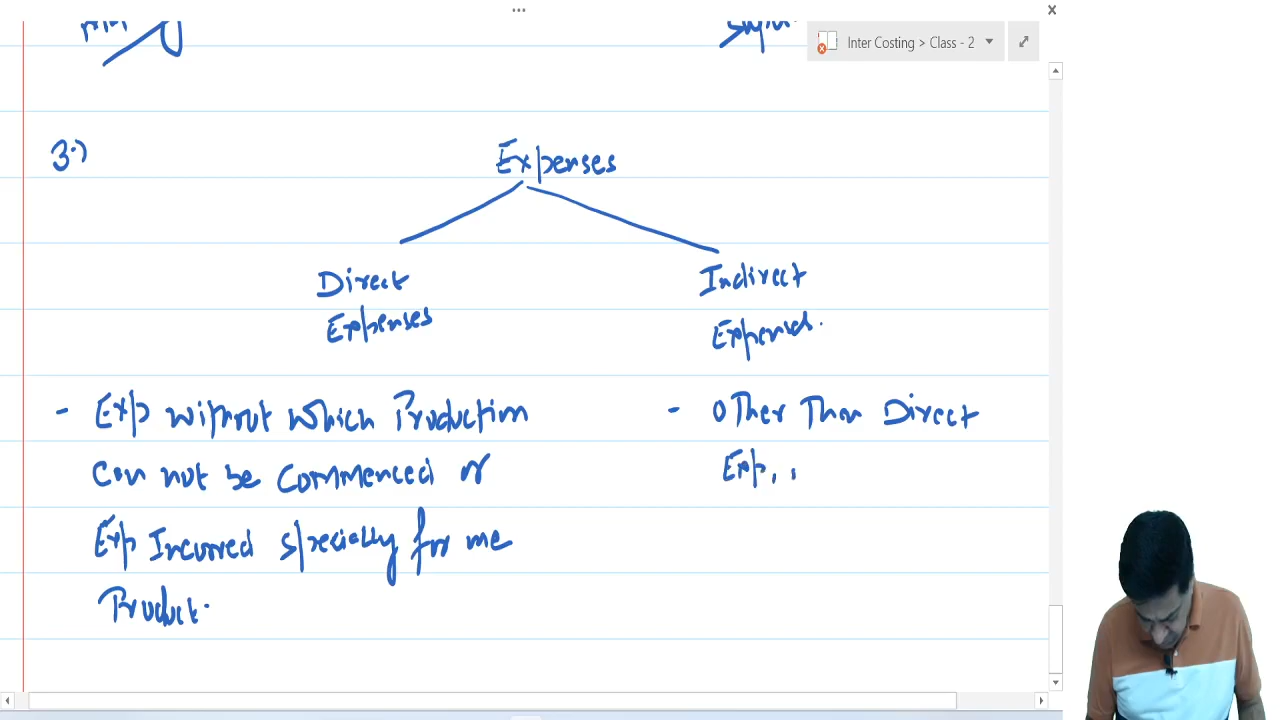 Inter Costing > Class - 2
3.)
Expenses
Direct
Expenses
Indirect
Expenses.
- Exp without which Production
Can not be Commenced or
Exp Incurred specially for one
Product.
- Other Than Direct
Exp, ,